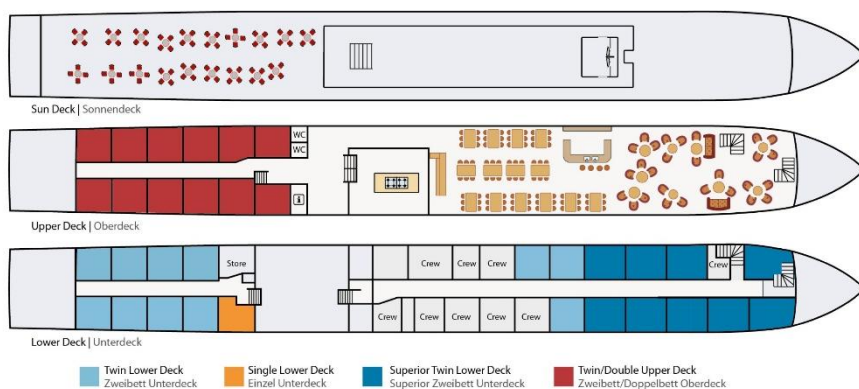 Sun Deck | Sonnendeck
WC
WC
Upper Deck | Oberdeck
Store
Crew
Crew
Crew
Crew
Crew
Crew
Crew
Crew
Crew
Lower Deck | Unterdeck
Twin Lower Deck
Zweibett Unterdeck
Single Lower Deck
Einzel Unterdeck
Superior Twin Lower Deck
Superior Zweibett Unterdeck
Twin/Double Upper Deck
Zweibett/Doppelbett Oberdeck